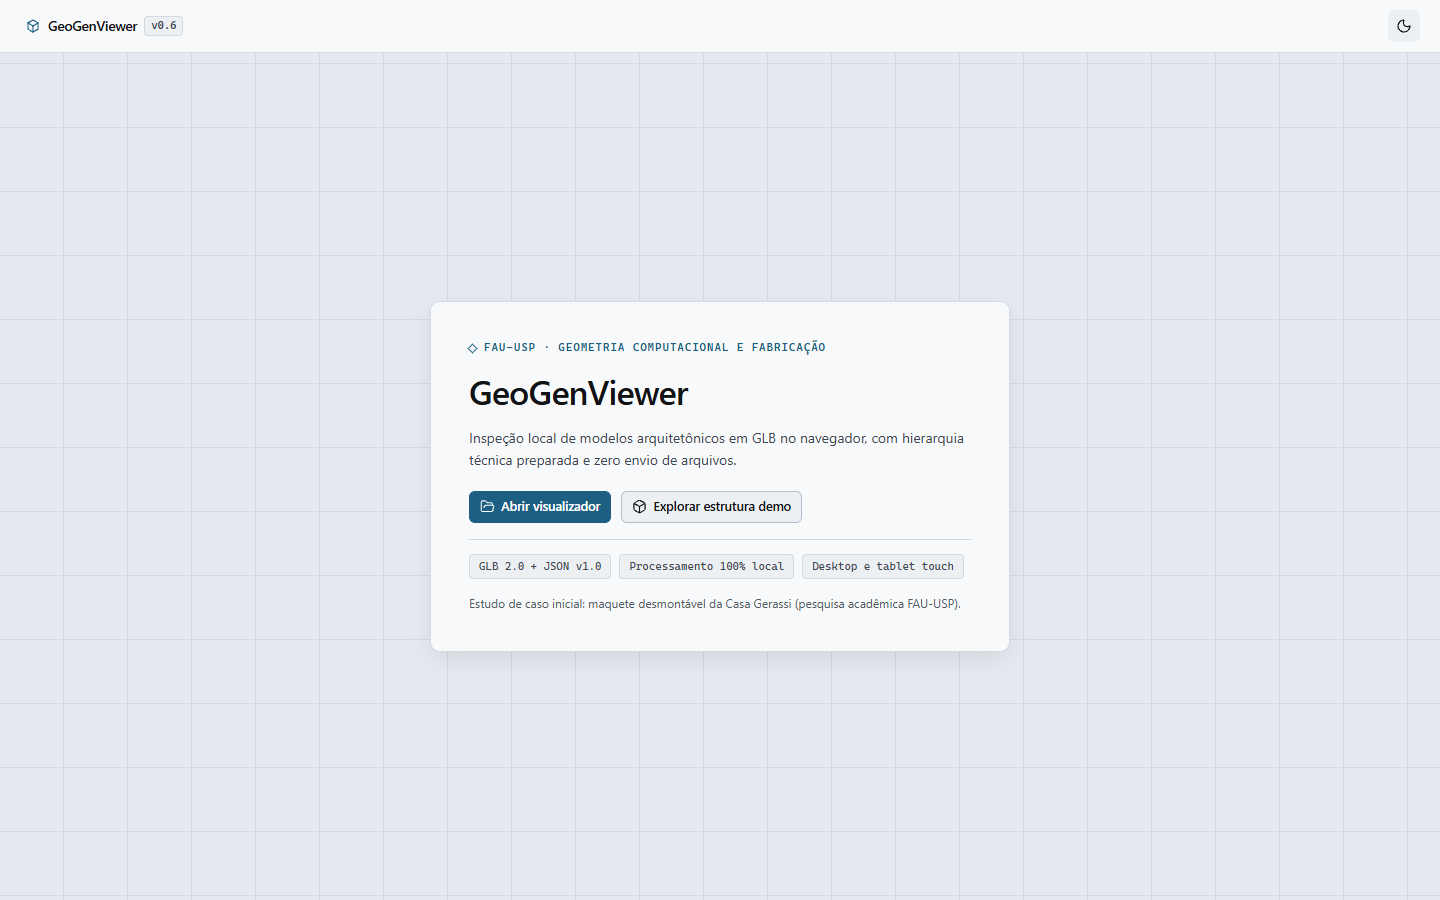 GeoGenViewer v0.6
FAU-USP · GEOMETRIA COMPUTACIONAL E FABRICAÇÃO
GeoGenViewer
Inspeção local de modelos arquitetônicos em GLB no navegador, com hierarquia
técnica preparada e zero envio de arquivos.
Abrir visualizador Explorar estrutura demo
GLB 2.0 + JSON v1.0 Processamento 100% local Desktop e tablet touch
Estudo de caso inicial: maquete desmontável da Casa Gerassi (pesquisa acadêmica FAU-USP).